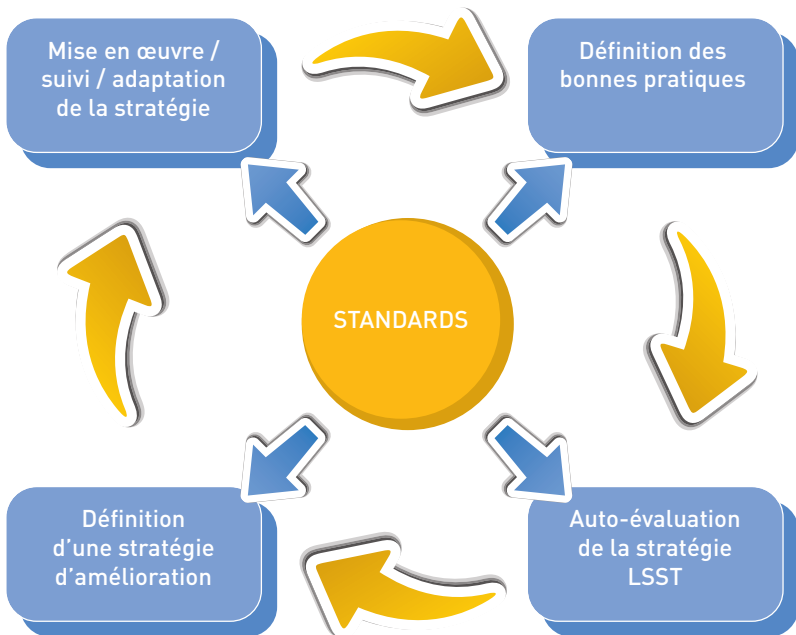 Mise en œuvre /
suivi / adaptation
de la stratégie
Définition des
bonnes pratiques
STANDARDS
Définition
d’une stratégie
d’amélioration
Auto-évaluation
de la stratégie
LSST